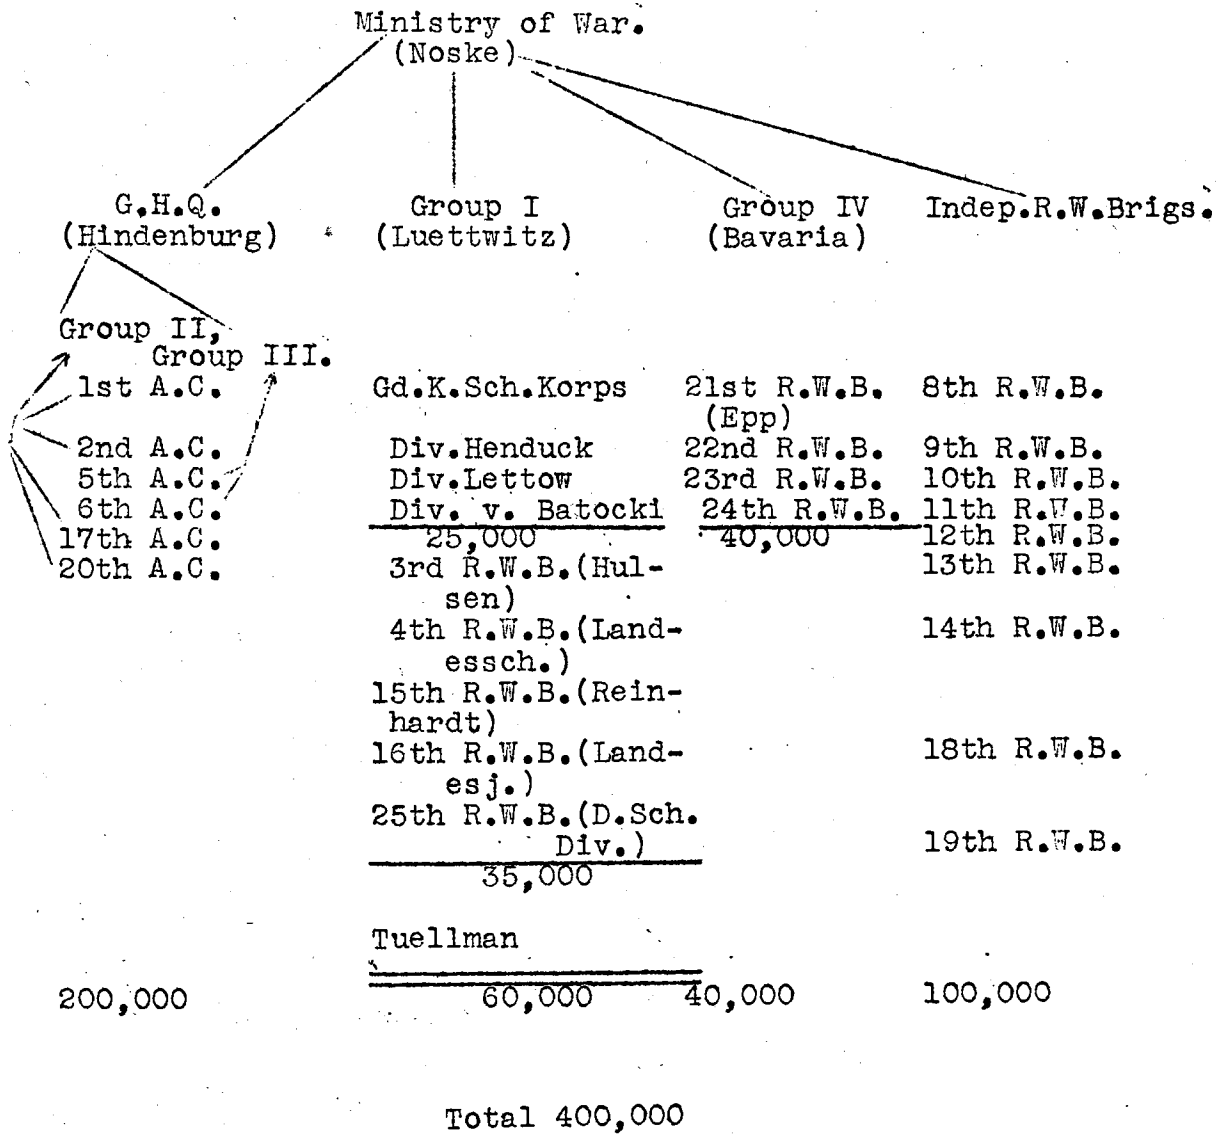 Ministry of War.
(Noske)
G.H.Q. Group I Group IV Indep.R.W.Brigs.
(Hindenburg) (Luettwitz) (Bavaria)
Group II,
Group III.
1st A.C. Gd.K.Sch.Korps 21st R.W.B. 8th R.W.B.
(Epp)
2nd A.C. Div.Henduck 22nd R.W.B. 9th R.W.B.
5th A.C. Div.Lettow 23rd R.W.B. 10th R.W.B.
6th A.C. Div. v. Batocki 24th R.W.B. 11th R.W.B.
17th A.C. 25,000 40,000 12th R.W.B.
20th A.C. 3rd R.W.B.(Hul- 13th R.W.B.
sen)
4th R.W.B.(Land- 14th R.W.B.
essch.)
15th R.W.B.(Rein-
hardt)
16th R.W.B.(Land- 18th R.W.B.
esj.)
25th R.W.B.(D.Sch.
Div.) 19th R.W.B.
35,000
Tuellman
200,000 60,000 40,000 100,000
Total 400,000